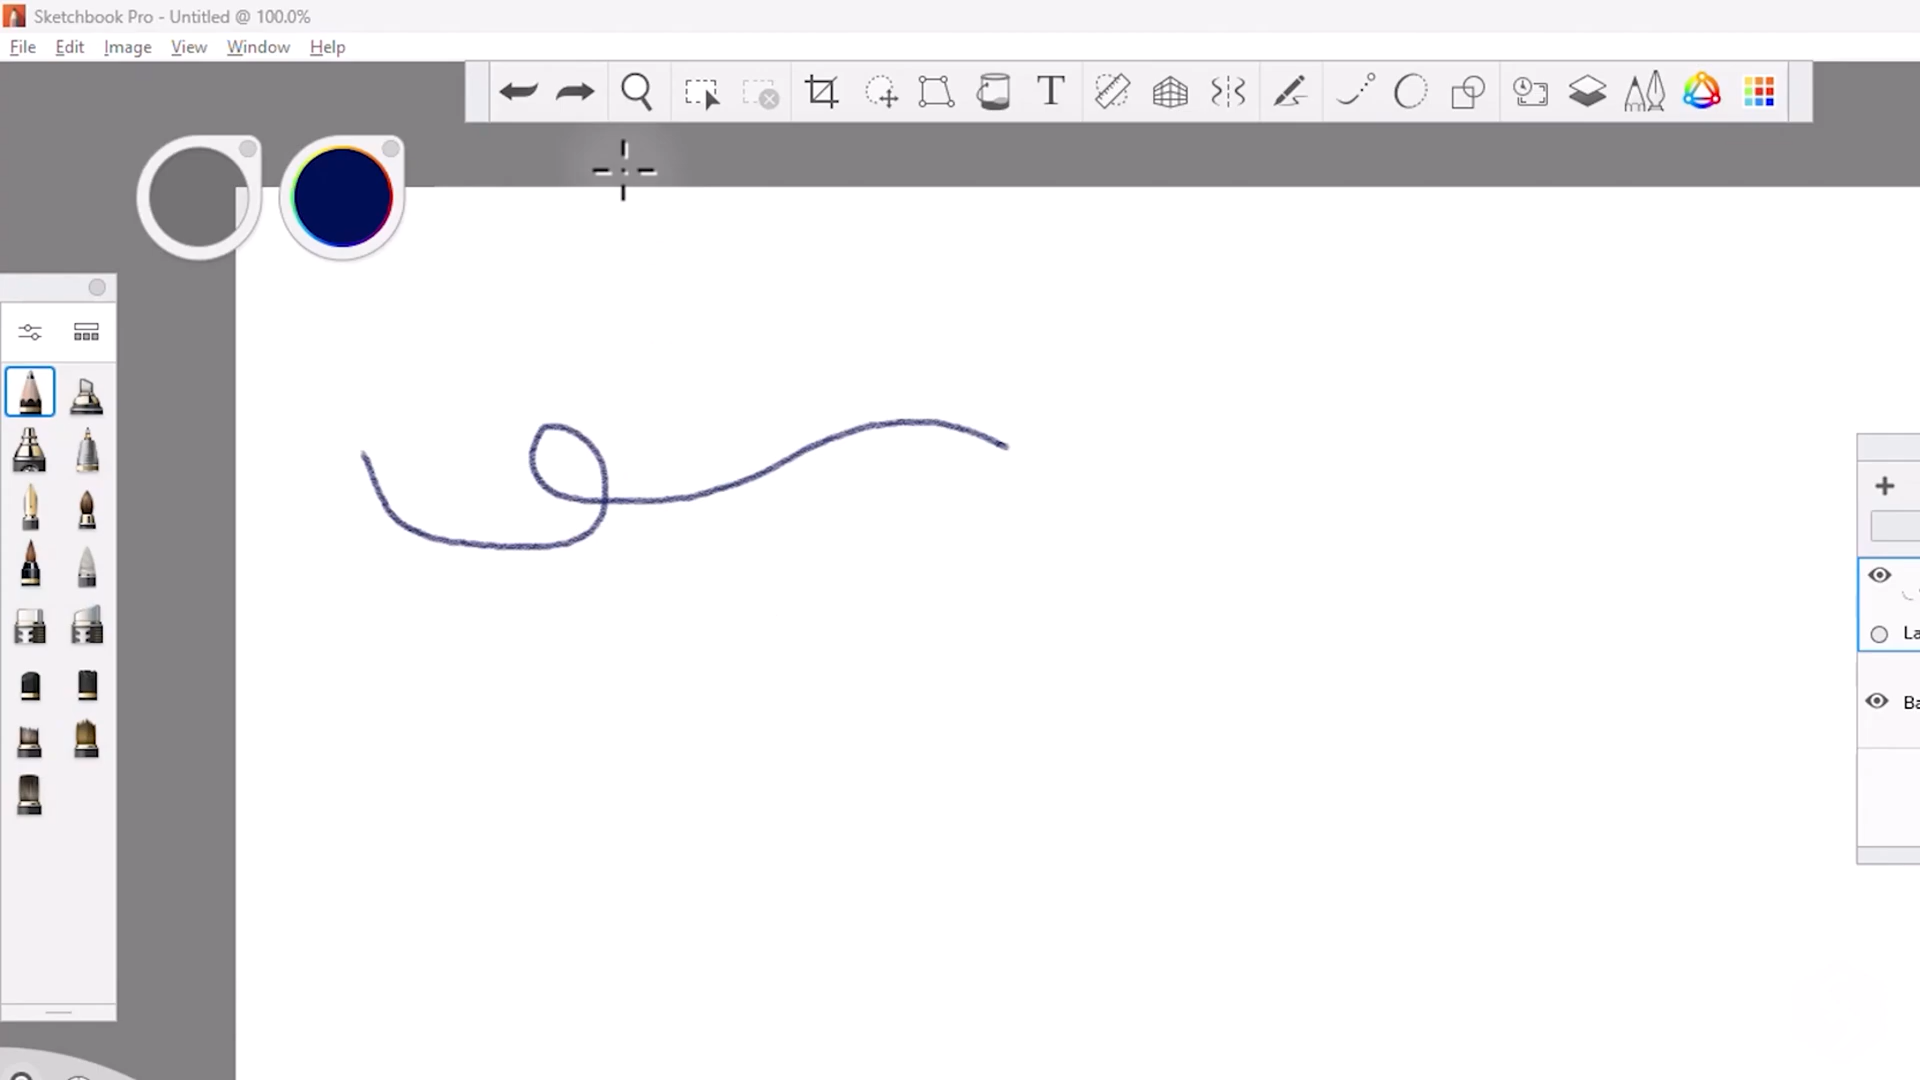 Sketchbook Pro - Untitled @ 100.0%
File Edit Image View Window Help
T
La
Ba